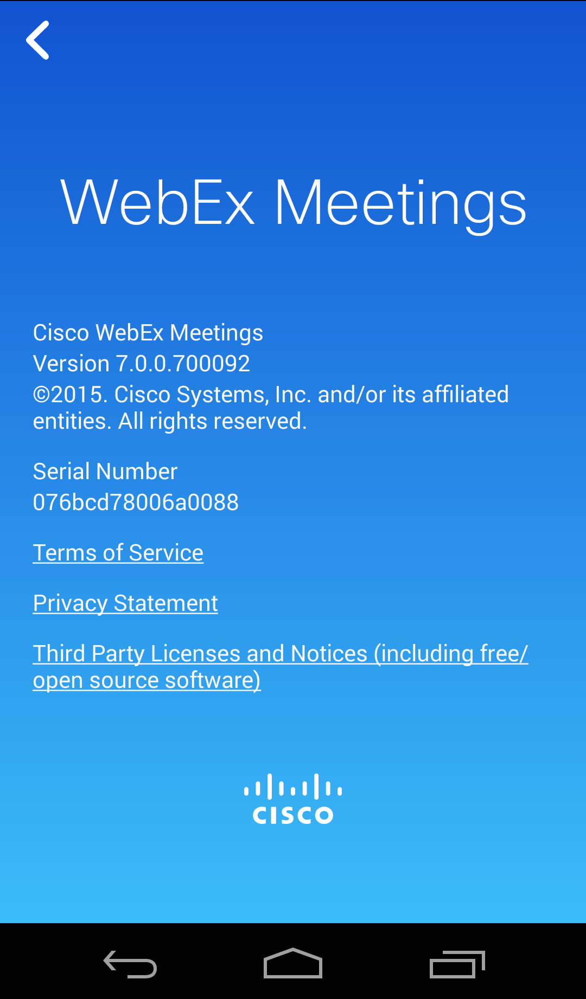 WebEx Meetings
Cisco WebEx Meetings
Version 7.0.0.700092
©2015. Cisco Systems, Inc. and/or its affiliated
entities. All rights reserved.
Serial Number
076bcd78006a0088
Terms of Service
Privacy Statement
Third Party Licenses and Notices (including free/
open source software)
CISCO